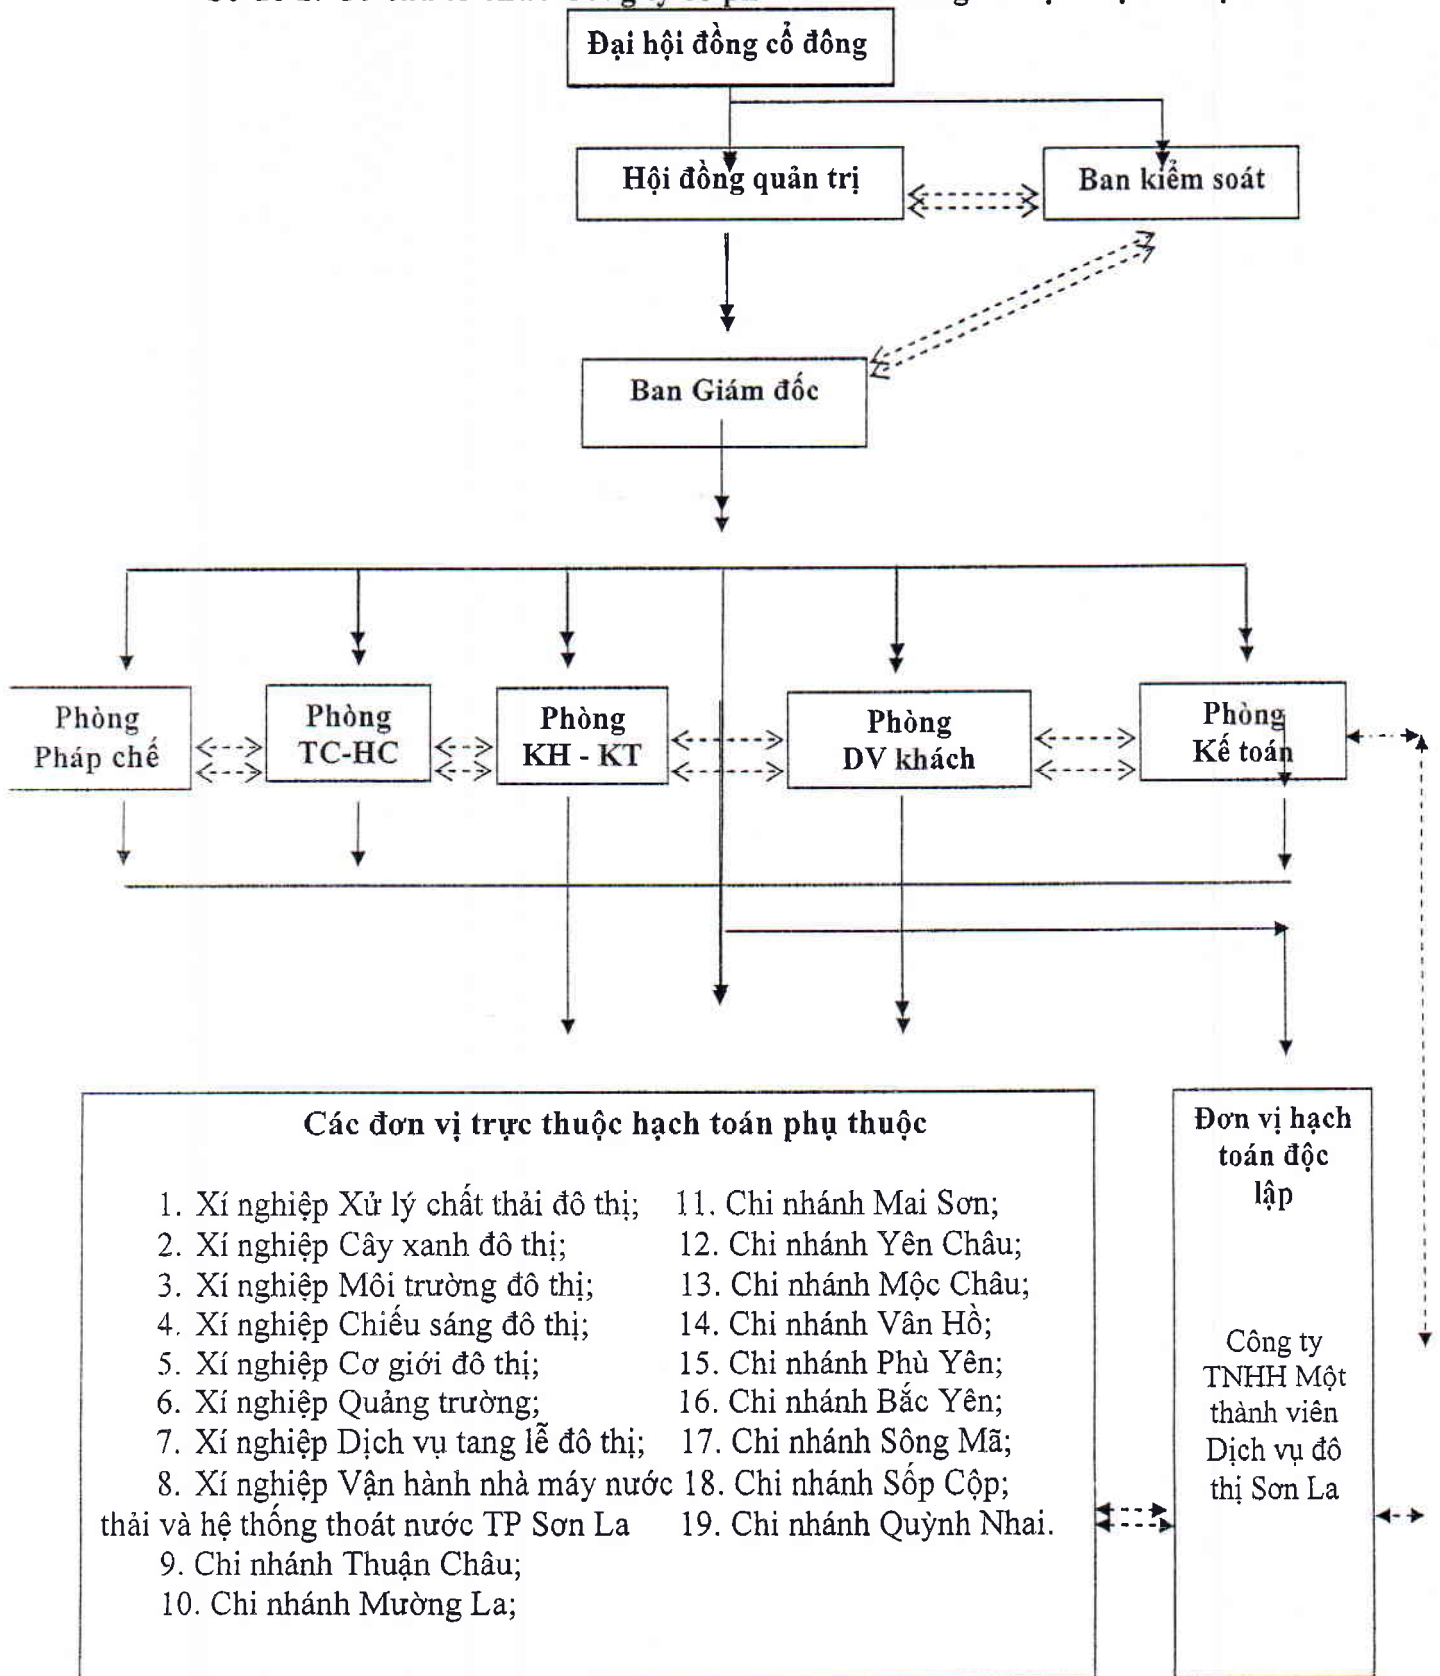 Đại hội đồng cổ đông
Hội đồng quản trị
Ban kiểm soát
Ban Giám đốc
Phòng
Pháp chế
Phòng
TC-HC
Phòng
KH - KT
Phòng
DV khách
Phòng
Kế toán
Các đơn vị trực thuộc hạch toán phụ thuộc
1. Xí nghiệp Xử lý chất thải đô thị;
2. Xí nghiệp Cây xanh đô thị;
3. Xí nghiệp Môi trường đô thị;
4. Xí nghiệp Chiếu sáng đô thị;
5. Xí nghiệp Cơ giới đô thị;
6. Xí nghiệp Quảng trường;
7. Xí nghiệp Dịch vụ tang lễ đô thị;
8. Xí nghiệp Vận hành nhà máy nước
thải và hệ thống thoát nước TP Sơn La
9. Chi nhánh Thuận Châu;
10. Chi nhánh Mường La;
11. Chi nhánh Mai Sơn;
12. Chi nhánh Yên Châu;
13. Chi nhánh Mộc Châu;
14. Chi nhánh Vân Hồ;
15. Chi nhánh Phù Yên;
16. Chi nhánh Bắc Yên;
17. Chi nhánh Sông Mã;
18. Chi nhánh Sốp Cộp;
19. Chi nhánh Quỳnh Nhai.
Đơn vị hạch
toán độc
lập
Công ty
TNHH Một
thành viên
Dịch vụ đô
thị Sơn La